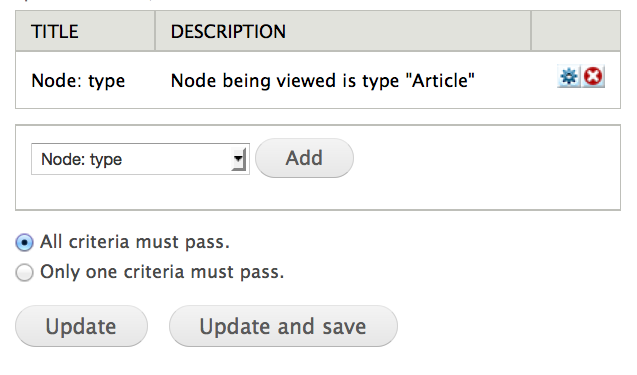 TITLE DESCRIPTION
Node: type Node being viewed is type "Article"
Node: type Add
All criteria must pass.
Only one criteria must pass.
Update Update and save